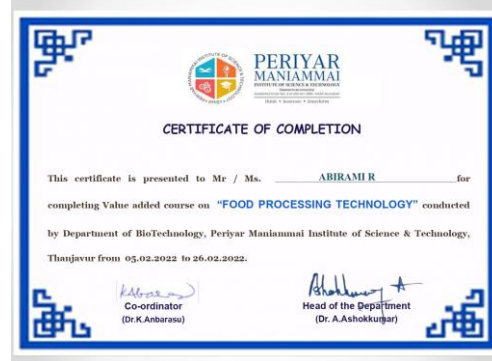 PERIYAR
MANIAMMAI
INSTITUTE OF SCIENCE & TECHNOLOGY
CERTIFICATE OF COMPLETION
This certificate is presented to Mr / Ms. ABIRAMI R for
completing Value added course on "FOOD PROCESSING TECHNOLOGY" conducted
by Department of BioTechnology, Periyar Maniammai Institute of Science & Technology,
Thanjavur from 05.02.2022 to 26.02.2022.
Co-ordinator
(Dr.K.Anbarasu)
Head of the Department
(Dr. A.Ashokkumar)